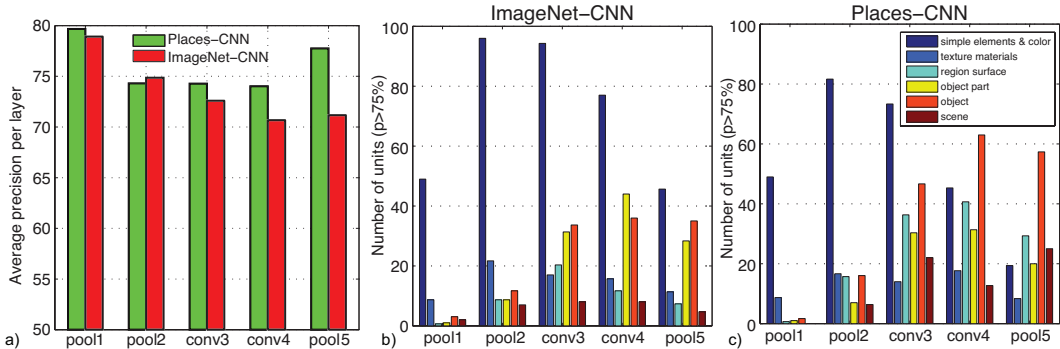 a)
Average precision per layer
80
75
70
65
60
55
50
Places−CNN
ImageNet−CNN
pool1 pool2 conv3 conv4 pool5
b)
ImageNet−CNN
Number of units (p>75%)
100
80
60
40
20
0
pool1 pool2 conv3 conv4 pool5
c)
Places−CNN
Number of units (p>75%)
100
80
60
40
20
0
simple elements & color
texture materials
region surface
object part
object
scene
pool1 pool2 conv3 conv4 pool5